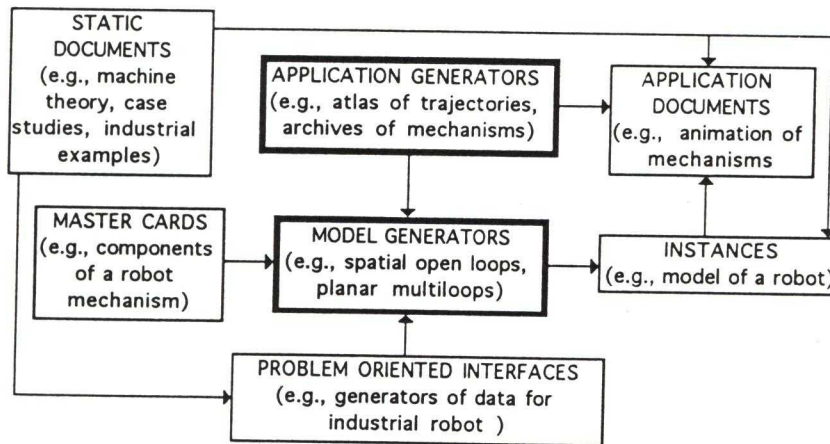 STATIC
DOCUMENTS
(e.g., machine
theory, case
studies, industrial
examples)
APPLICATION GENERATORS
(e.g., atlas of trajectories,
archives of mechanisms)
APPLICATION
DOCUMENTS
(e.g., animation of
mechanisms
MASTER CARDS
(e.g., components
of a robot
mechanism)
MODEL GENERATORS
(e.g., spatial open loops,
planar multiloops)
INSTANCES
(e.g., model of a robot)
PROBLEM ORIENTED INTERFACES
(e.g., generators of data for
industrial robot )